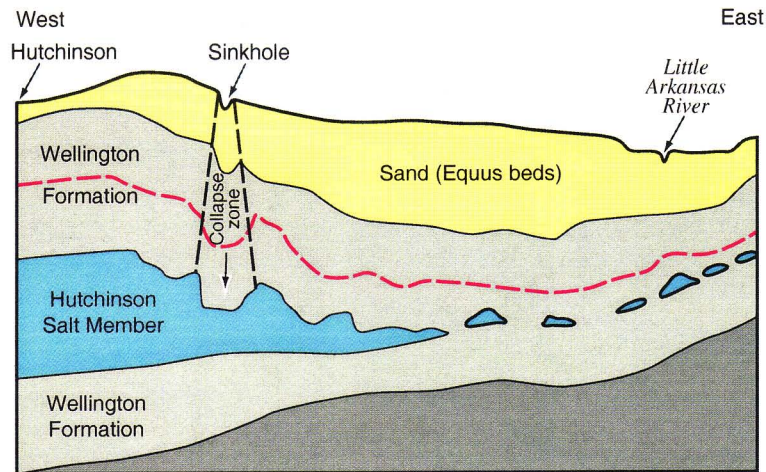 West
East
Hutchinson
Sinkhole
Little
Arkansas
River
Wellington
Formation
Collapse
zone
Sand (Equus beds)
Hutchinson
Salt Member
Wellington
Formation